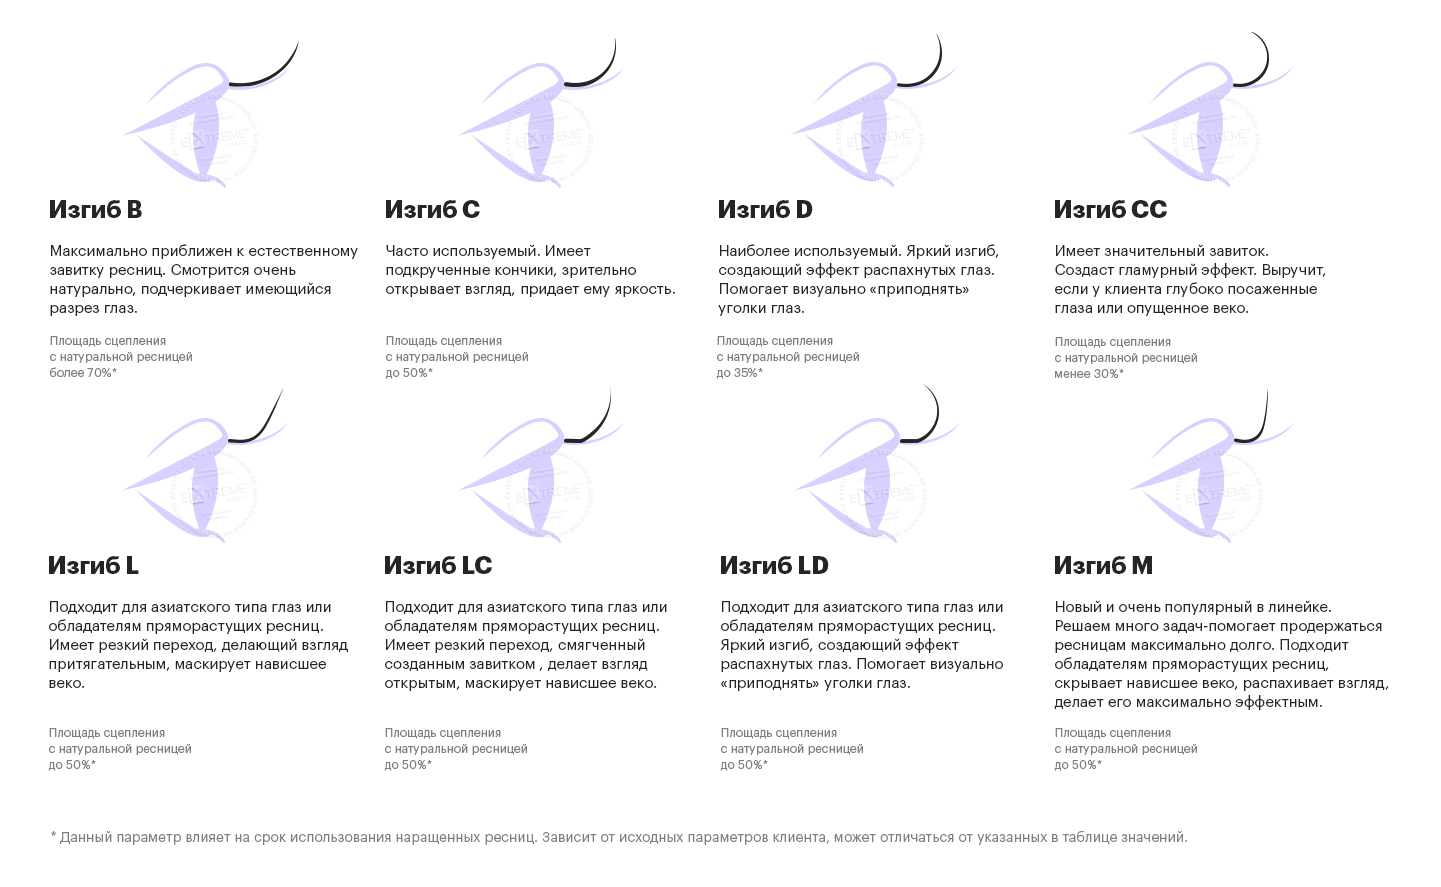 Изгиб B
Максимально приближен к естественному
завитку ресниц. Смотрится очень
натурально, подчеркивает имеющийся
разрез глаз.
Площадь сцепления
с натуральной ресницей
более 70%*
Изгиб C
Часто используемый. Имеет
подкрученные кончики, зрительно
открывает взгляд, придает ему яркость.
Площадь сцепления
с натуральной ресницей
до 50%*
Изгиб D
Наиболее используемый. Яркий изгиб,
создающий эффект распахнутых глаз.
Помогает визуально «приподнять»
уголки глаз.
Площадь сцепления
с натуральной ресницей
до 35%*
Изгиб CC
Имеет значительный завиток.
Создаст гламурный эффект. Выручит,
если у клиента глубоко посаженные
глаза или опущенное веко.
Площадь сцепления
с натуральной ресницей
менее 30%*
Изгиб L
Подходит для азиатского типа глаз или
обладателям пряморастущих ресниц.
Имеет резкий переход, делающий взгляд
притягательным, маскирует нависшее
веко.
Площадь сцепления
с натуральной ресницей
до 50%*
Изгиб LC
Подходит для азиатского типа глаз или
обладателям пряморастущих ресниц.
Имеет резкий переход, смягченный
созданным завитком , делает взгляд
открытым, маскирует нависшее веко.
Площадь сцепления
с натуральной ресницей
до 50%*
Изгиб LD
Подходит для азиатского типа глаз или
обладателям пряморастущих ресниц.
Яркий изгиб, создающий эффект
распахнутых глаз. Помогает визуально
«приподнять» уголки глаз.
Площадь сцепления
с натуральной ресницей
до 50%*
Изгиб M
Новый и очень популярный в линейке.
Решаем много задач-помогает продержаться
ресницам максимально долго. Подходит
обладателям пряморастущих ресниц,
скрывает нависшее веко, распахивает взгляд,
делает его максимально эффектным.
Площадь сцепления
с натуральной ресницей
до 50%*
* Данный параметр влияет на срок использования наращенных ресниц. Зависит от исходных параметров клиента, может отличаться от указанных в таблице значений.